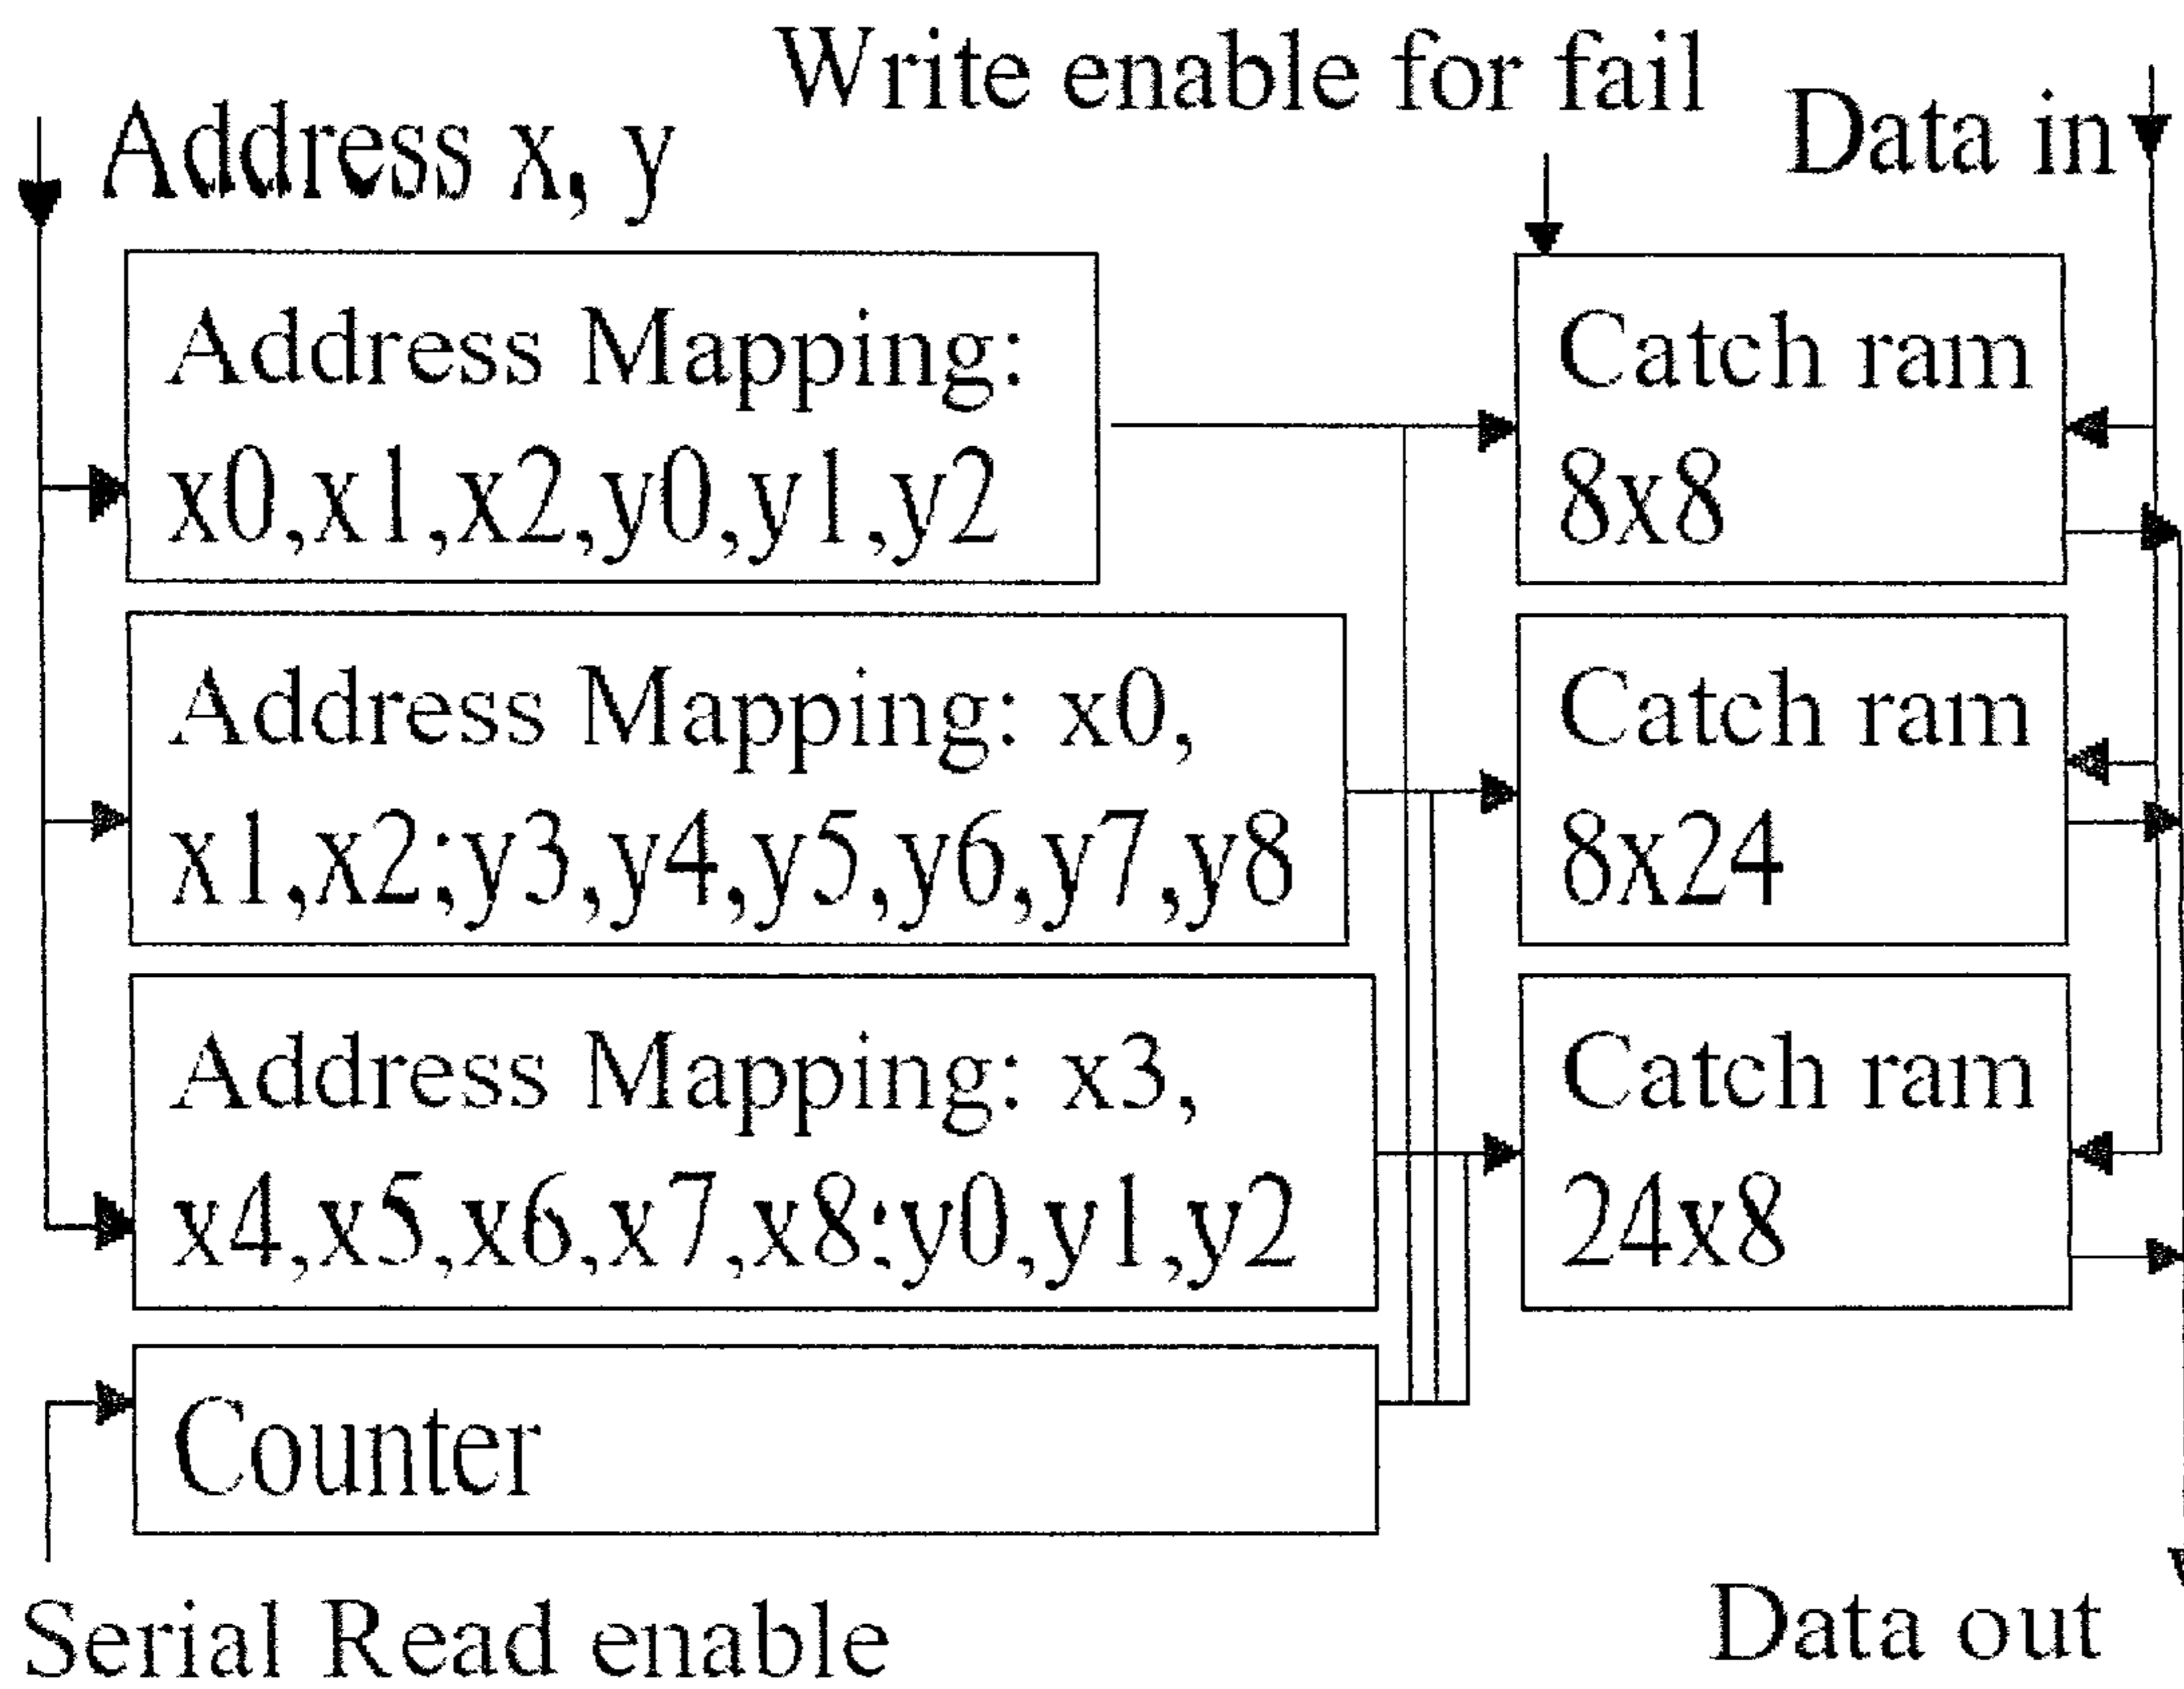 Write enable for fail
Address x, y
Data in
Address Mapping:
x0,x1,x2,y0,y1,y2
Catch ram
8x8
Address Mapping: x0,
x1,x2;y3,y4,y5,y6,y7,y8
Catch ram
8x24
Address Mapping: x3,
x4,x5,x6,x7,x8;y0,y1,y2
Catch ram
24x8
Counter
Serial Read enable
Data out